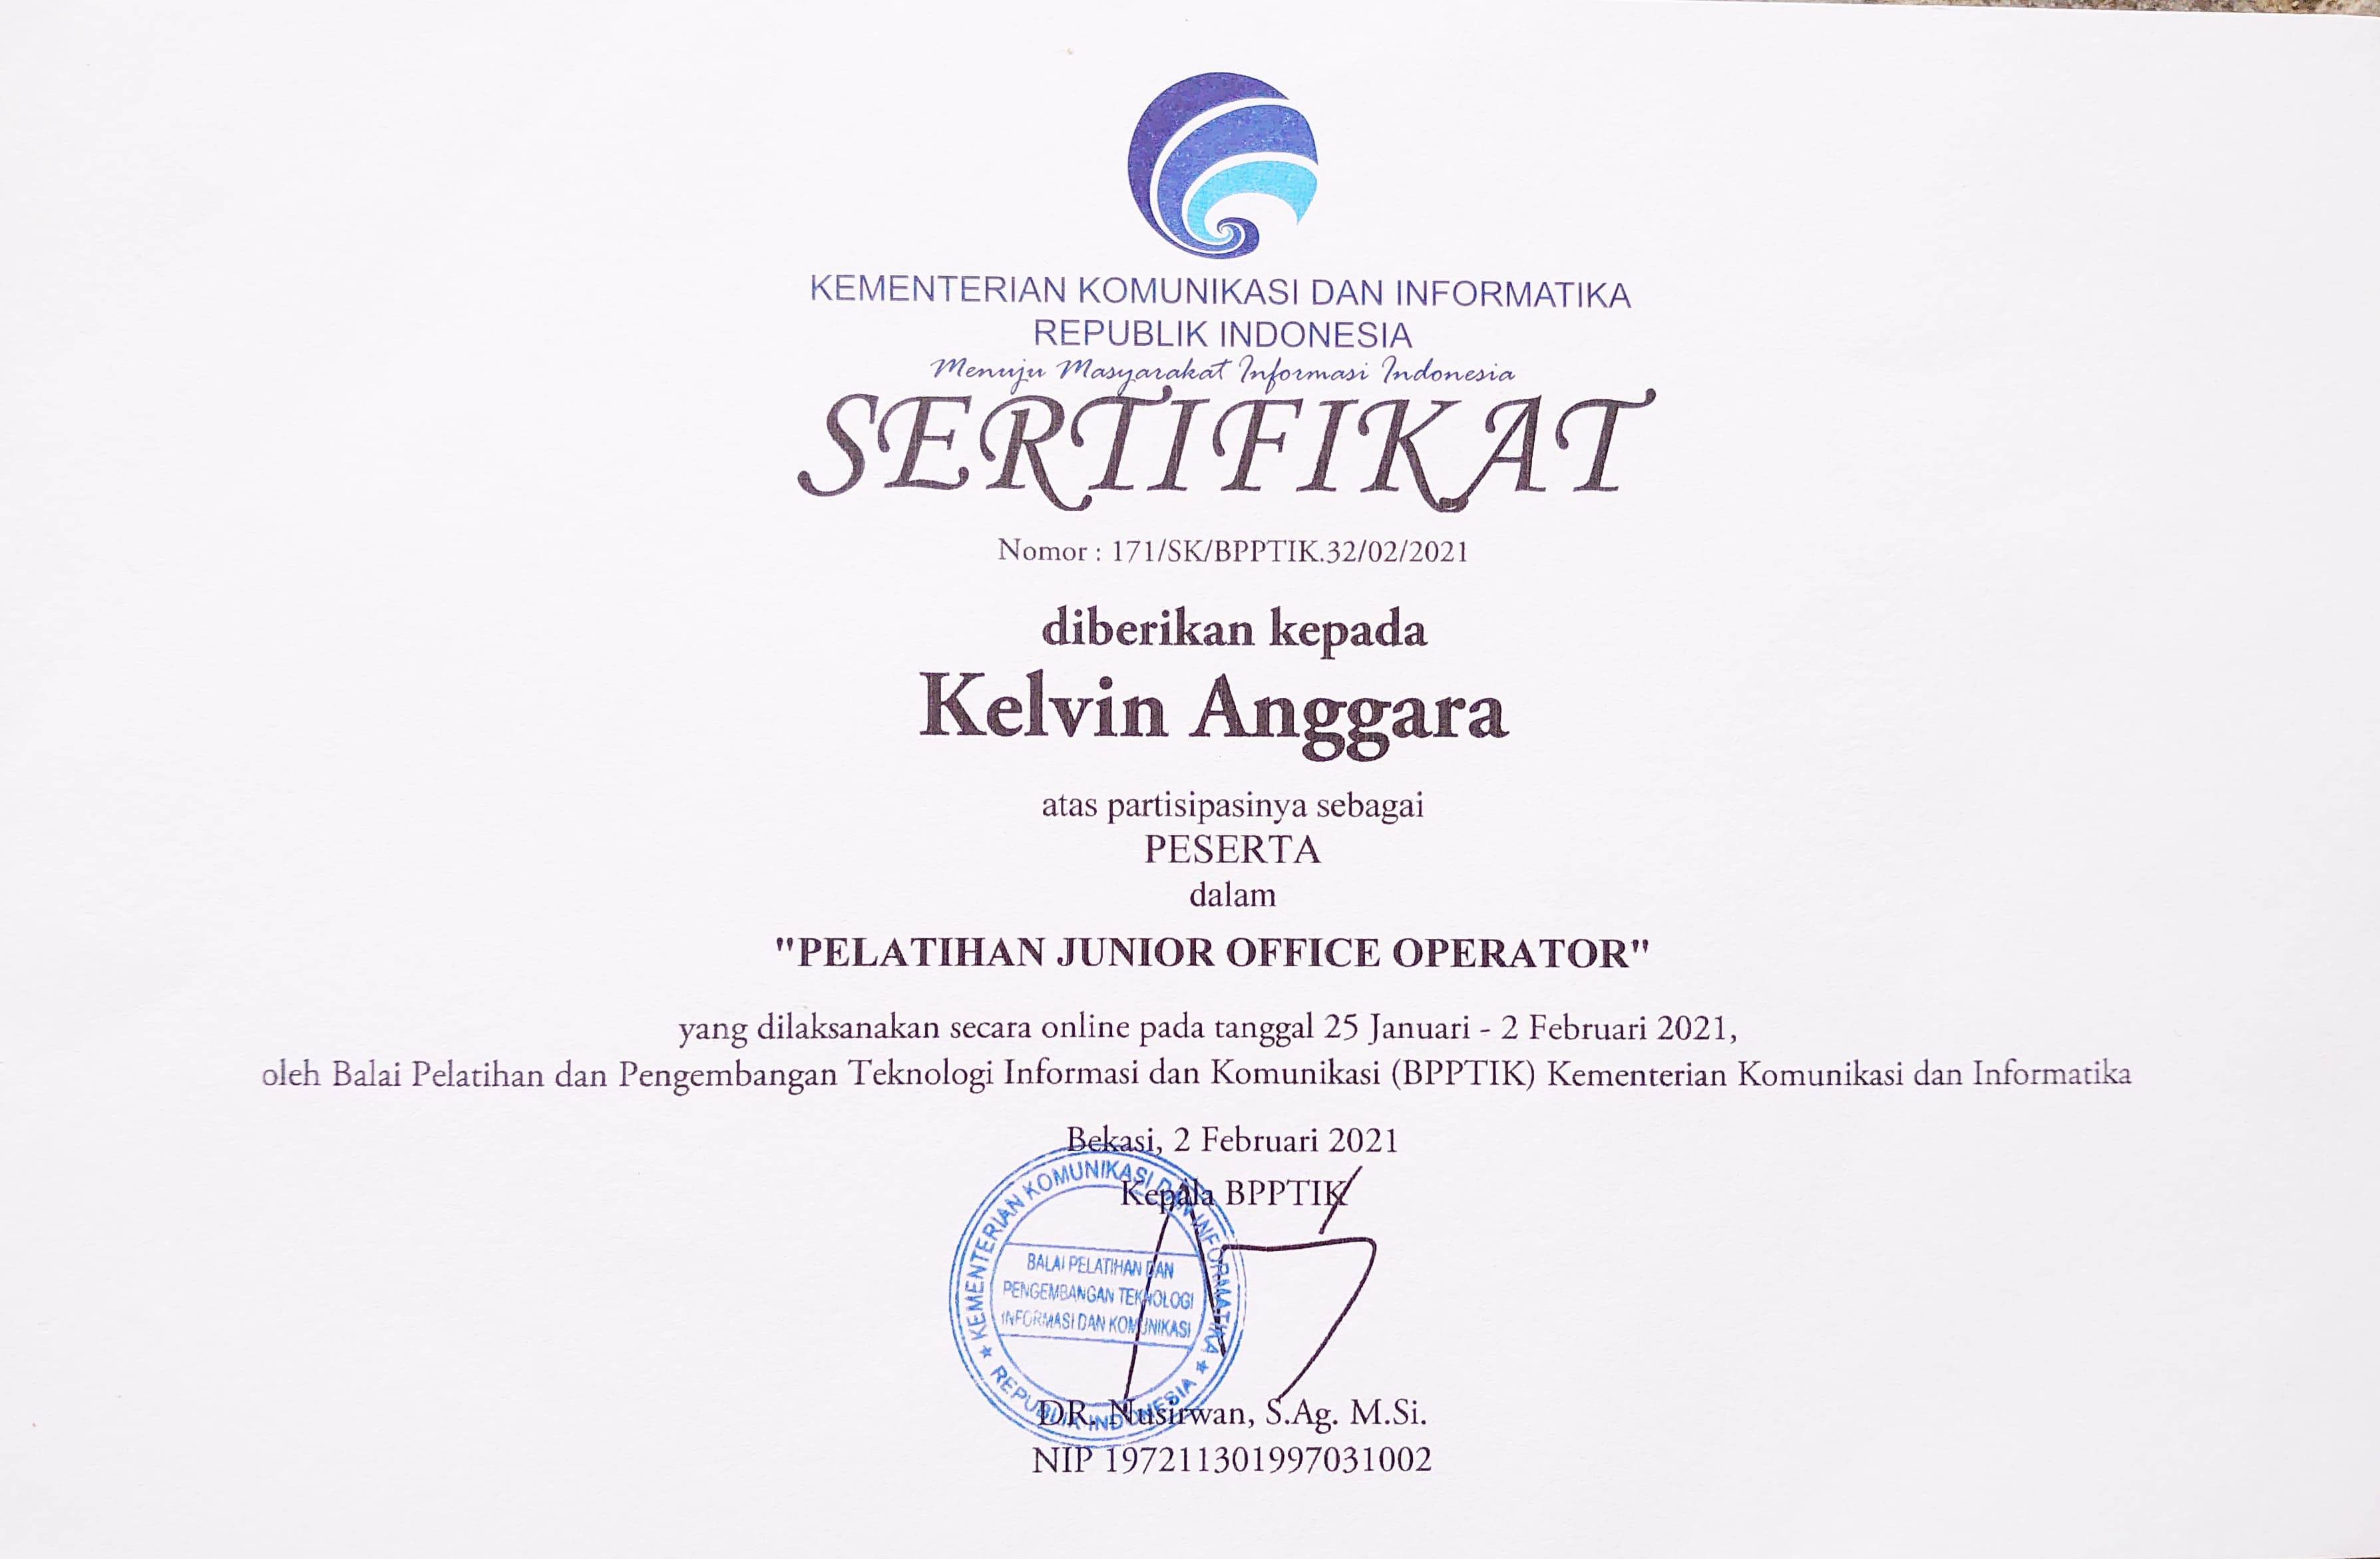 KEMENTERIAN KOMUNIKASI DAN INFORMATIKA
REPUBLIK INDONESIA
Menuju Masyarakat Informasi Indonesia
SERTIFIKAT
Nomor : 171/SK/BPPTIK.32/02/2021
diberikan kepada
Kelvin Anggara
atas partisipasinya sebagai
PESERTA
dalam
"PELATIHAN JUNIOR OFFICE OPERATOR"
yang dilaksanakan secara online pada tanggal 25 Januari - 2 Februari 2021,
oleh Balai Pelatihan dan Pengembangan Teknologi Informasi dan Komunikasi (BPPTIK) Kementerian Komunikasi dan Informatika
Bekasi, 2 Februari 2021
Kepala BPPTIK
KEMENTERIAN KOMUNIKASI DAN INFORMATIKA
BALAI PELATIHAN DAN
PENGEMBANGAN TEKNOLOGI
INFORMASI DAN KOMUNIKASI
REPUBLIK INDONESIA
DR. Nusirwan, S.Ag. M.Si.
NIP 197211301997031002